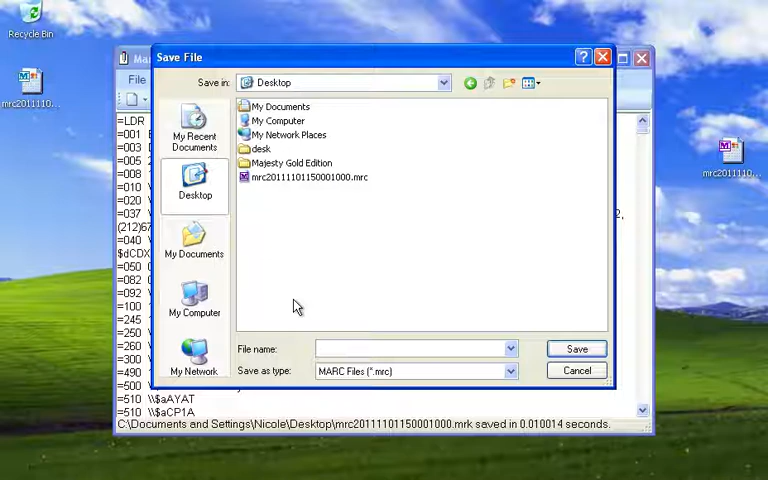 Recycle Bin
mrc2011110...
mrc2011110...
Save File
Save in:
Desktop
My Recent
Documents
Desktop
My Documents
My Computer
My Network
My Documents
My Computer
My Network Places
desk
Majesty Gold Edition
mrc20111101150001000.mrc
File name:
Save
Save as type:
MARC Files (*.mrc)
Cancel
File
=LDR
=001
=003
=005
=008
=010
=020
=037
(212)67
=040
$dCDX
=050
=082
=092
=100
=245
=250
=260
=300
=490
=500
=510 \\$aAYAT
=510 \\$aCP1A
C:\Documents and Settings\Nicole\Desktop\mrc20111101150001000.mrk saved in 0.010014 seconds.